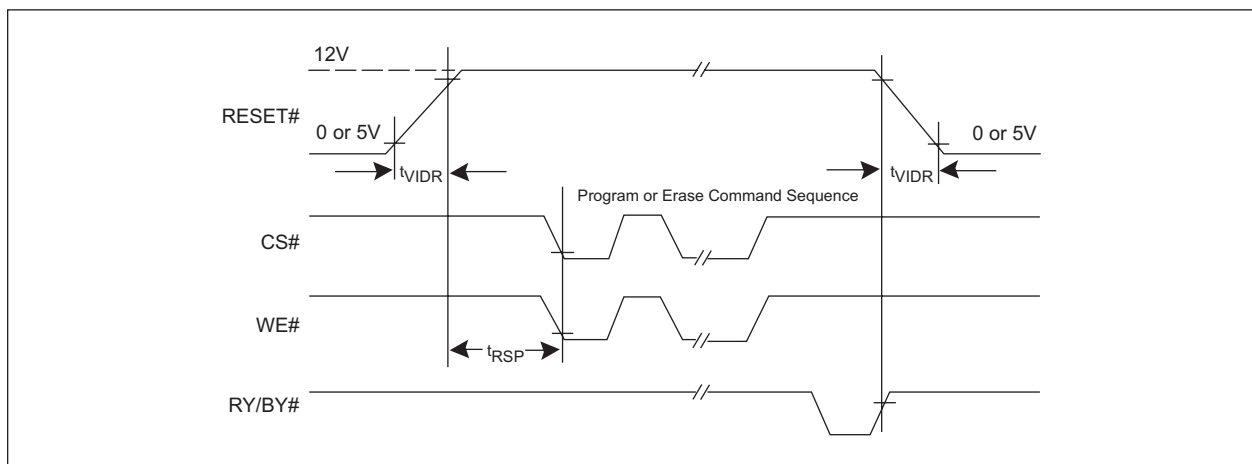 12V
RESET#
0 or 5V
0 or 5V
tVIDR
tVIDR
Program or Erase Command Sequence
CS#
WE#
tRSP
RY/BY#